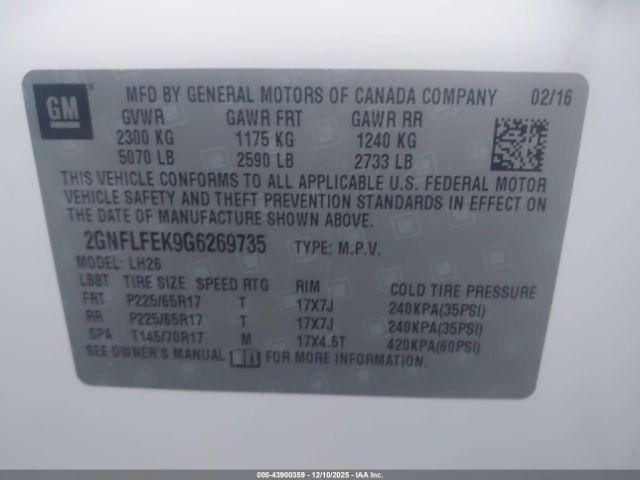 GM
MFD BY GENERAL MOTORS OF CANADA COMPANY 02/16
GVWR GAWR FRT GAWR RR
2300 KG 1175 KG 1240 KG
5070 LB 2590 LB 2733 LB
THIS VEHICLE CONFORMS TO ALL APPLICABLE U.S. FEDERAL MOTOR
VEHICLE SAFETY AND THEFT PREVENTION STANDARDS IN EFFECT ON
THE DATE OF MANUFACTURE SHOWN ABOVE.
2GNFLFEK9G6269735 TYPE: M.P.V.
MODEL: LH26
LBBT TIRE SIZE SPEED RTG RIM COLD TIRE PRESSURE
FRT P225/65R17 T 17X7J 240KPA(35PSI)
RR P225/65R17 T 17X7J 240KPA(35PSI)
SPA T145/70R17 M 17X4.5T 420KPA(60PSI)
SEE OWNER'S MANUAL FOR MORE INFORMATION.
000-43900359 - 12/10/2025 - IAA Inc.